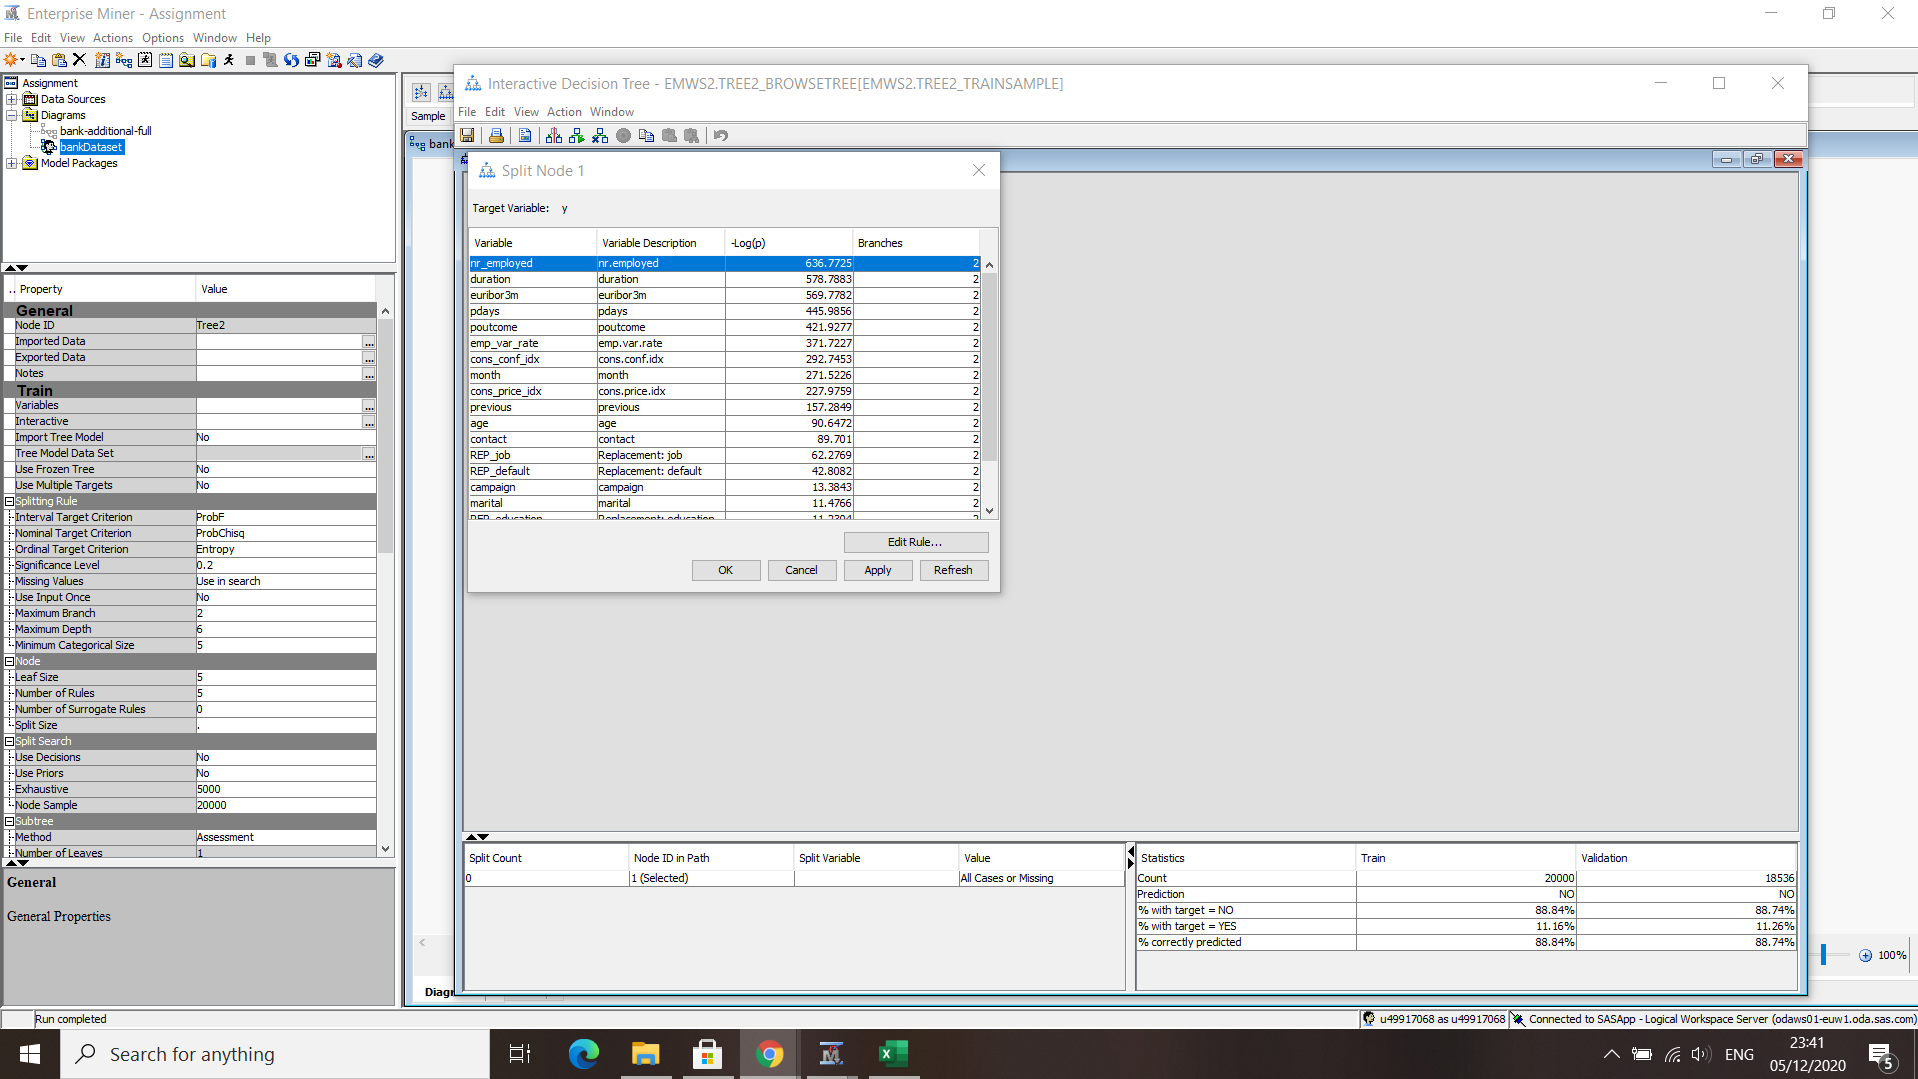 Enterprise Miner - Assignment
File Edit View Actions Options Window Help
Assignment
Data Sources
Diagrams
bank-additional-full
bankDataset
Model Packages
.. Property Value
General
Node ID Tree2
Imported Data ...
Exported Data ...
Notes ...
Train
Variables ...
Interactive ...
Import Tree Model No
Tree Model Data Set ...
Use Frozen Tree No
Use Multiple Targets No
Splitting Rule
Interval Target Criterion ProbF
Nominal Target Criterion ProbChisq
Ordinal Target Criterion Entropy
Significance Level 0.2
Missing Values Use in search
Use Input Once No
Maximum Branch 2
Maximum Depth 6
Minimum Categorical Size 5
Node
Leaf Size 5
Number of Rules 5
Number of Surrogate Rules 0
Split Size .
Split Search
Use Decisions No
Use Priors No
Exhaustive 5000
Node Sample 20000
Subtree
Method Assessment
Number of Leaves 1
General
General Properties
Sample
bank
Interactive Decision Tree - EMWS2.TREE2_BROWSETREE[EMWS2.TREE2_TRAINSAMPLE]
File Edit View Action Window
Split Node 1
Target Variable: y
Variable Variable Description -Log(p) Branches
nr_employed nr.employed 636.7725 2
duration duration 578.7883 2
euribor3m euribor3m 569.7782 2
pdays pdays 445.9856 2
poutcome poutcome 421.9277 2
emp_var_rate emp.var.rate 371.7227 2
cons_conf_idx cons.conf.idx 292.7453 2
month month 271.5226 2
cons_price_idx cons.price.idx 227.9759 2
previous previous 157.2849 2
age age 90.6472 2
contact contact 89.701 2
REP_job Replacement: job 62.2769 2
REP_default Replacement: default 42.8082 2
campaign campaign 13.3843 2
marital marital 11.4766 2
REP_education Replacement: education 11.2394 2
Edit Rule...
OK Cancel Apply Refresh
Split Count Node ID in Path Split Variable Value
0 1 (Selected) All Cases or Missing
Statistics Train Validation
Count 20000 18536
Prediction NO NO
% with target = NO 88.84% 88.74%
% with target = YES 11.16% 11.26%
% correctly predicted 88.84% 88.74%
100%
Diagr
Run completed
u49917068 as u49917068 Connected to SASApp - Logical Workspace Server (odaws01-euw1.oda.sas.com)
Search for anything
ENG
23:41
05/12/2020
5